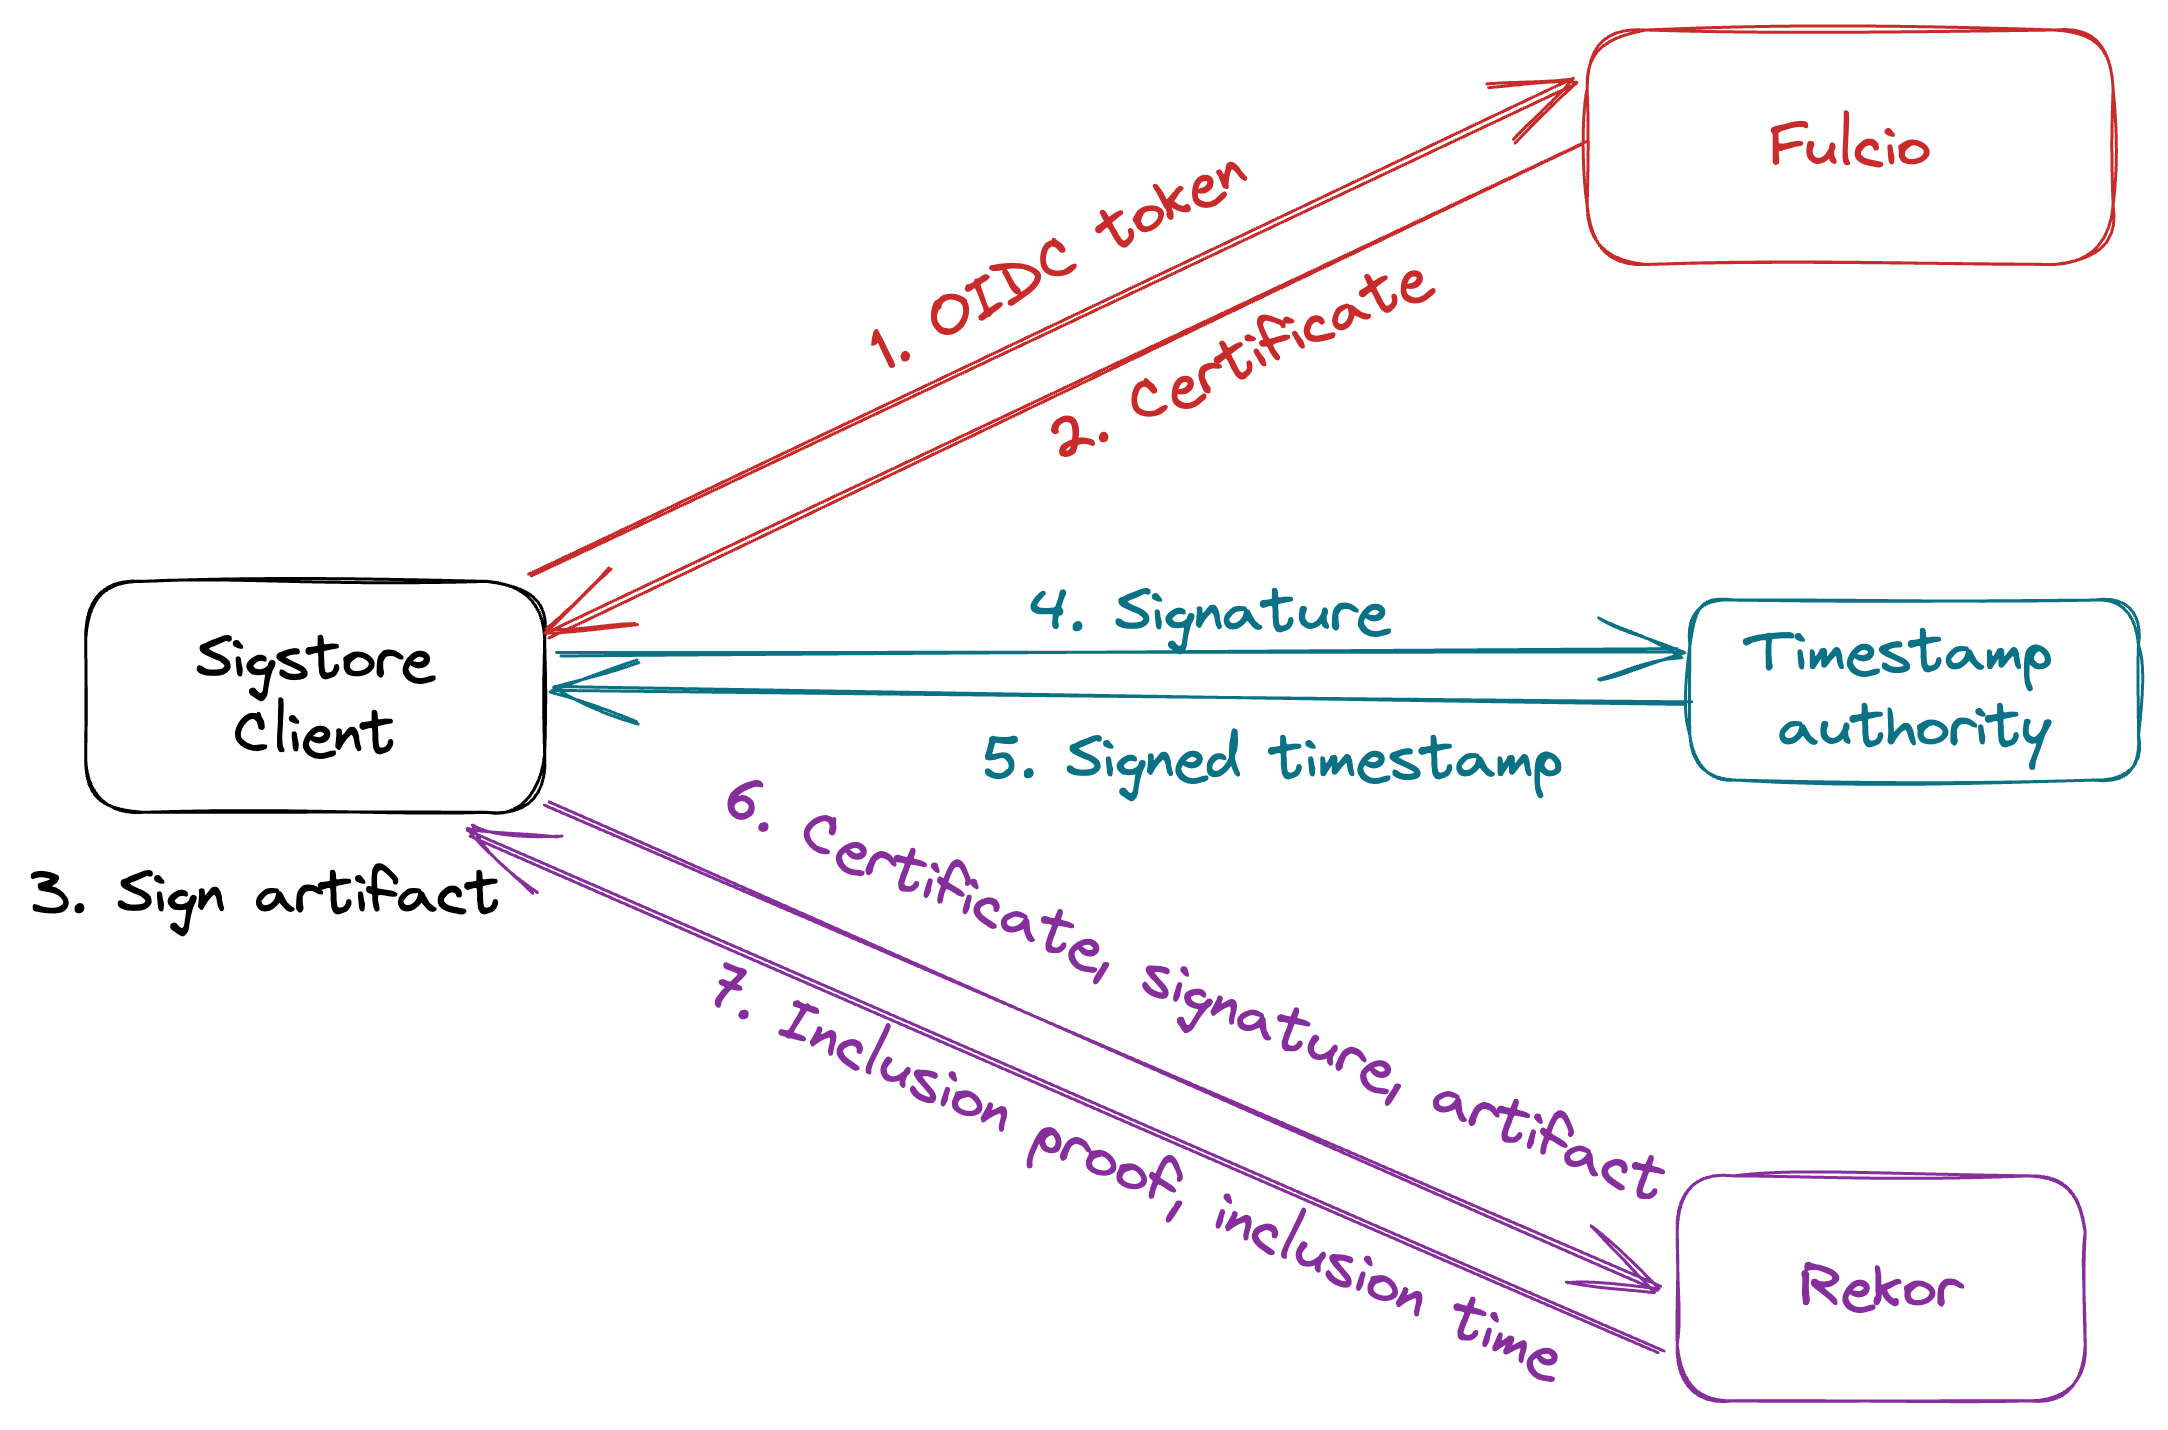 Fulcio
1. OIDC token
2. Certificate
Sigstore
Client
3. Sign artifact
4. Signature
5. Signed timestamp
Timestamp
authority
6. Certificate, signature, artifact
7. Inclusion proof, inclusion time
Rekor